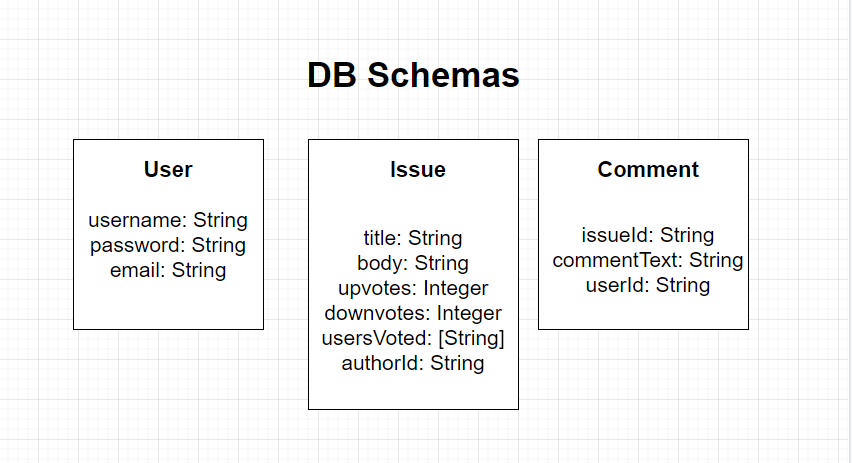 DB Schemas
User
username: String
password: String
email: String
Issue
title: String
body: String
upvotes: Integer
downvotes: Integer
usersVoted: [String]
authorId: String
Comment
issueId: String
commentText: String
userId: String